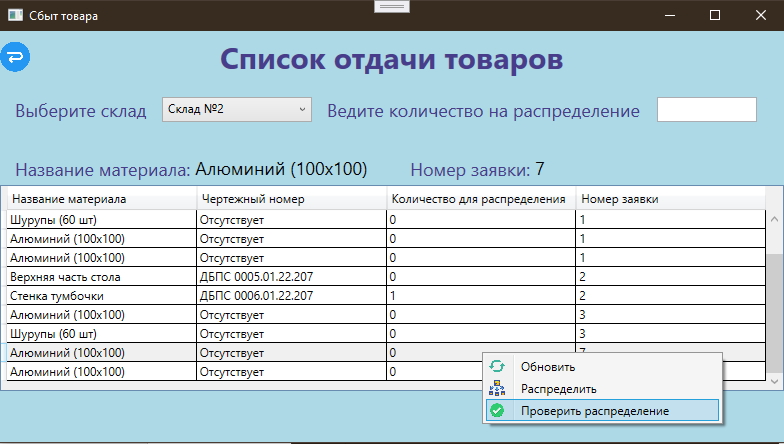 Сбыт товара
Список отдачи товаров
Выберите склад Склад №2 Ведите количество на распределение
Название материала: Алюминий (100x100) Номер заявки: 7
Название материала Чертежный номер Количество для распределения Номер заявки
Шурупы (60 шт) Отсутствует 0 1
Алюминий (100x100) Отсутствует 0 1
Алюминий (100x100) Отсутствует 0 1
Верхняя часть стола ДБПС 0005.01.22.207 0 2
Стенка тумбочки ДБПС 0006.01.22.207 1 2
Алюминий (100x100) Отсутствует 0 3
Шурупы (60 шт) Отсутствует 0 3
Алюминий (100x100) Отсутствует 0 7
Алюминий (100x100) Отсутствует 0
Обновить
Распределить
Проверить распределение